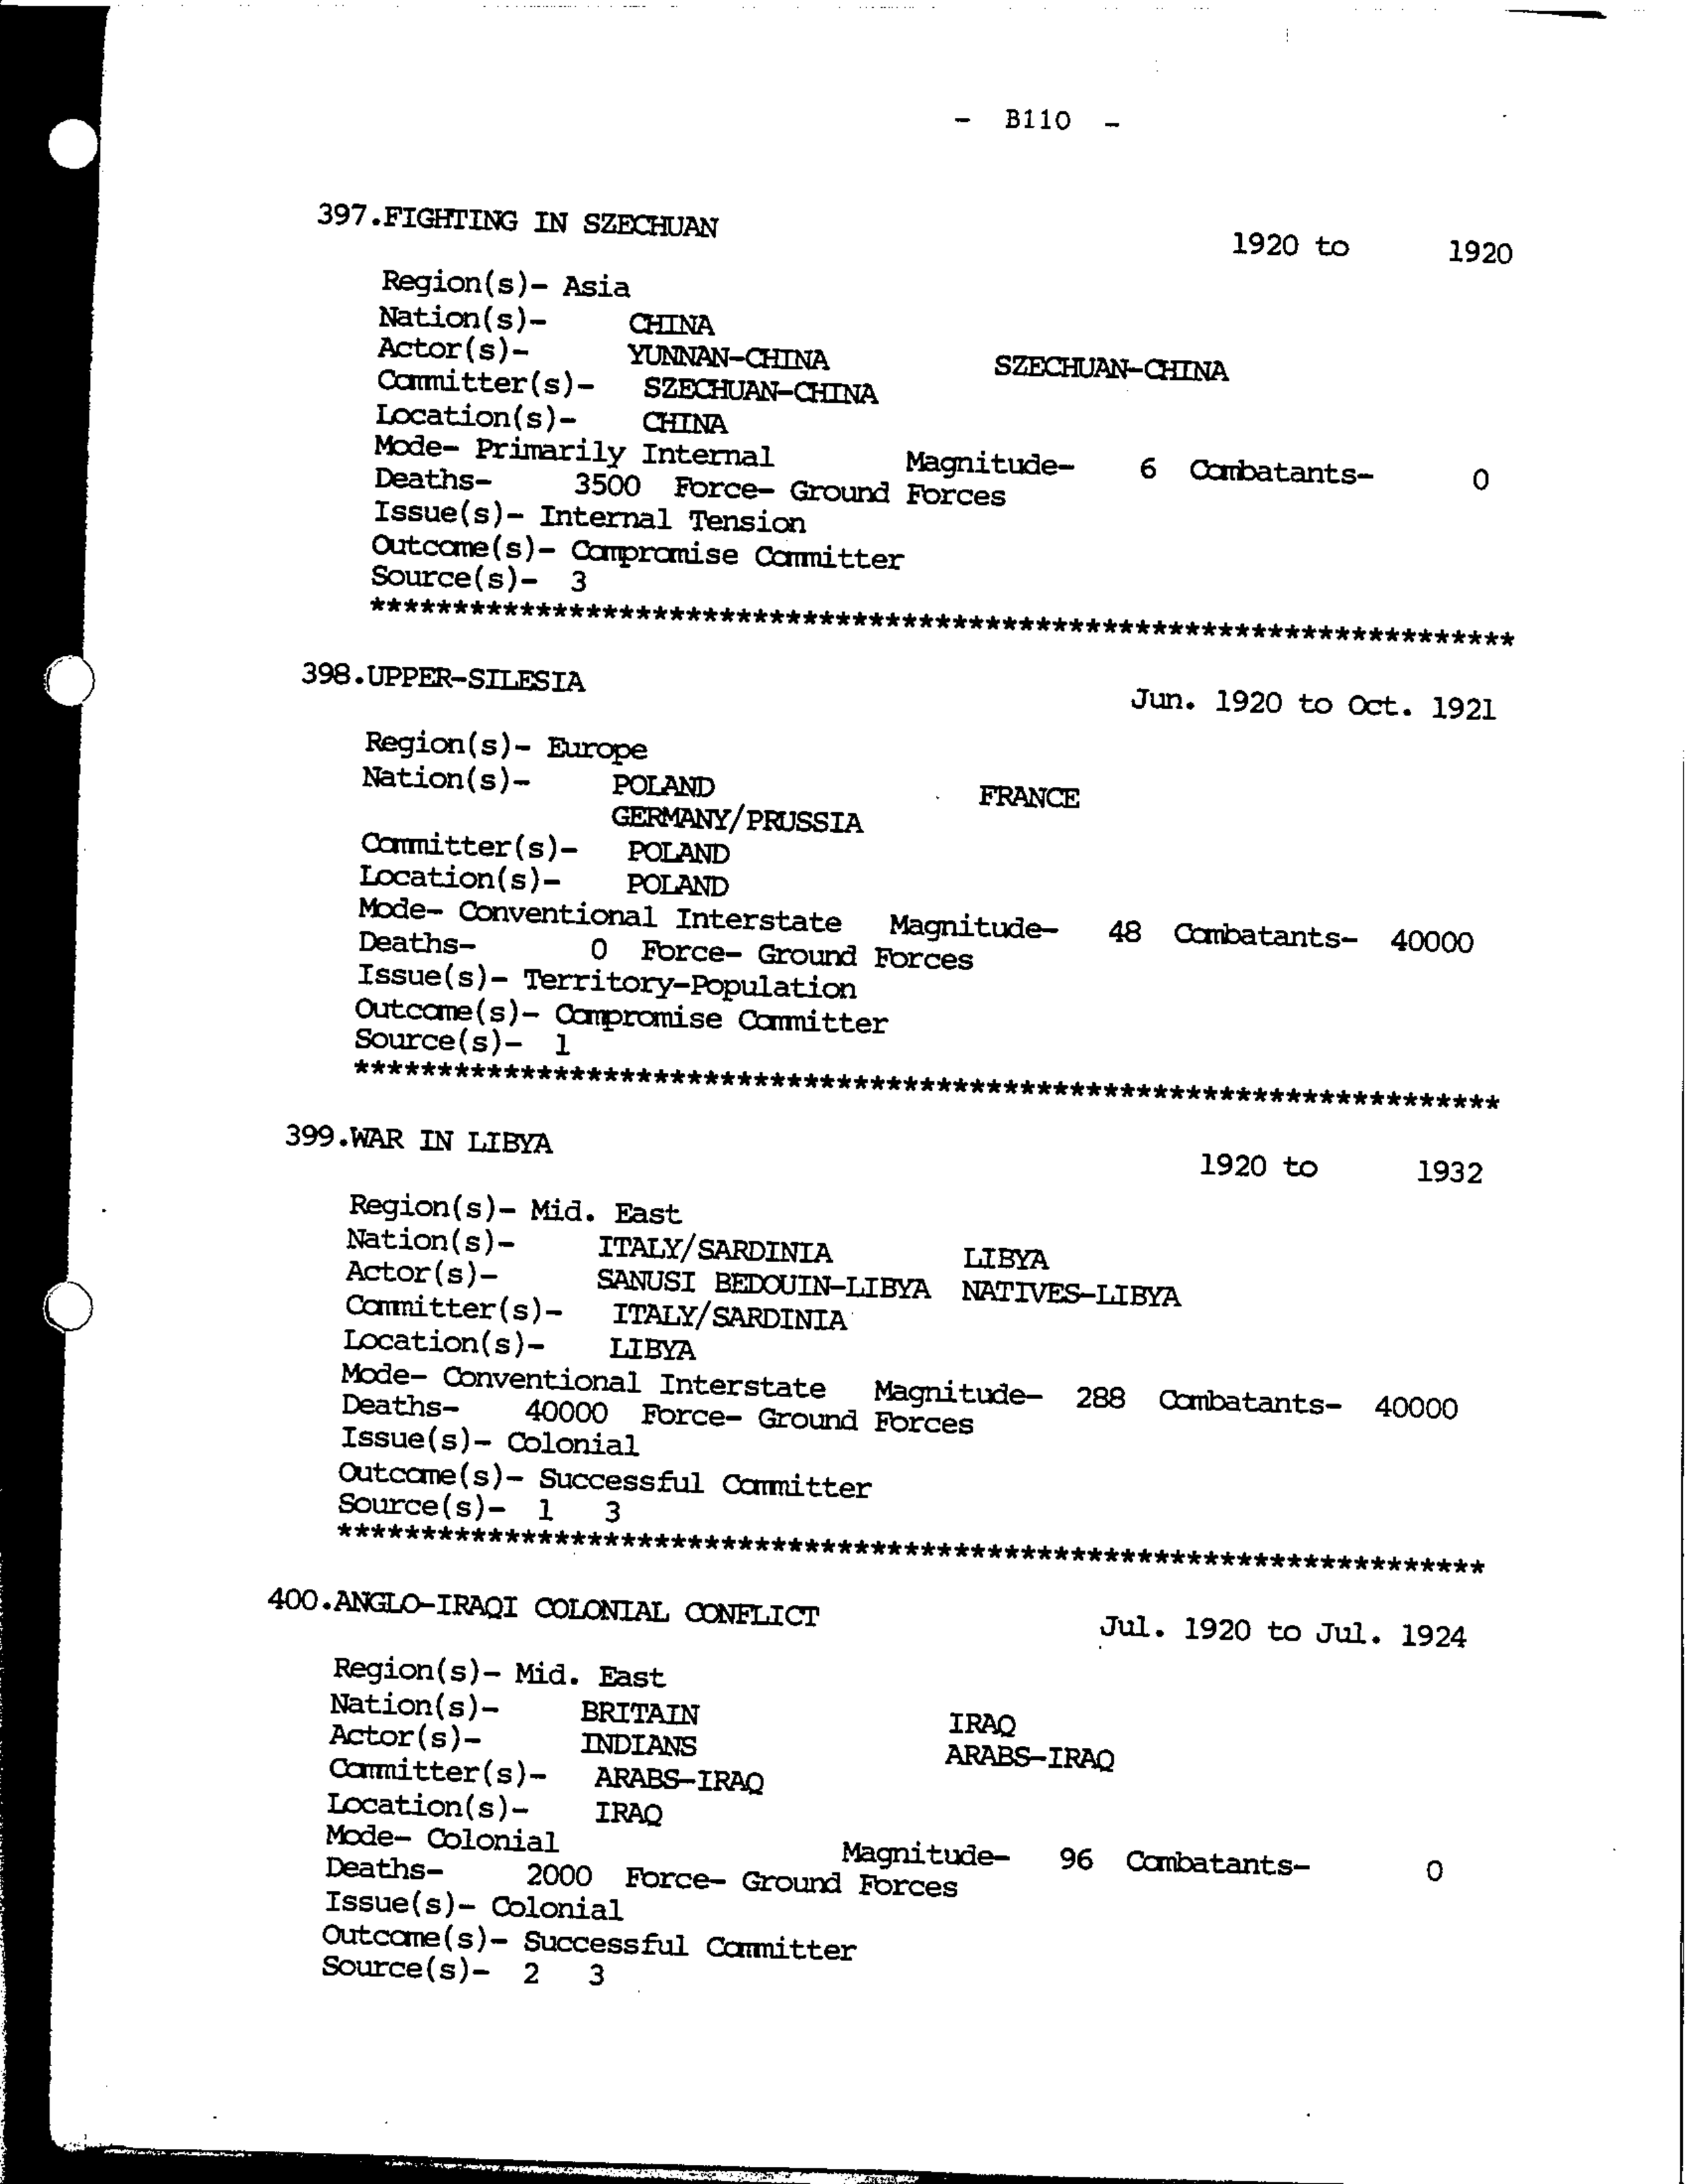 - B110 -
397.FIGHTING IN SZECHUAN 1920 to 1920
Region(s)- Asia
Nation(s)- CHINA
Actor(s)- YUNNAN-CHINA SZECHUAN-CHINA
Committer(s)- SZECHUAN-CHINA
Location(s)- CHINA
Mode- Primarily Internal Magnitude- 6 Combatants- 0
Deaths- 3500 Force- Ground Forces
Issue(s)- Internal Tension
Outcome(s)- Compromise Committer
Source(s)- 3
*********************************************************************
398.UPPER-SILESIA Jun. 1920 to Oct. 1921
Region(s)- Europe
Nation(s)- POLAND FRANCE
GERMANY/PRUSSIA
Committer(s)- POLAND
Location(s)- POLAND
Mode- Conventional Interstate Magnitude- 48 Combatants- 40000
Deaths- 0 Force- Ground Forces
Issue(s)- Territory-Population
Outcome(s)- Compromise Committer
Source(s)- 1
*********************************************************************
399.WAR IN LIBYA 1920 to 1932
Region(s)- Mid. East
Nation(s)- ITALY/SARDINIA LIBYA
Actor(s)- SANUSI BEDOUIN-LIBYA NATIVES-LIBYA
Committer(s)- ITALY/SARDINIA
Location(s)- LIBYA
Mode- Conventional Interstate Magnitude- 288 Combatants- 40000
Deaths- 40000 Force- Ground Forces
Issue(s)- Colonial
Outcome(s)- Successful Committer
Source(s)- 1 3
*********************************************************************
400.ANGLO-IRAQI COLONIAL CONFLICT Jul. 1920 to Jul. 1924
Region(s)- Mid. East
Nation(s)- BRITAIN IRAQ
Actor(s)- INDIANS ARABS-IRAQ
Committer(s)- ARABS-IRAQ
Location(s)- IRAQ
Mode- Colonial Magnitude- 96 Combatants- 0
Deaths- 2000 Force- Ground Forces
Issue(s)- Colonial
Outcome(s)- Successful Committer
Source(s)- 2 3